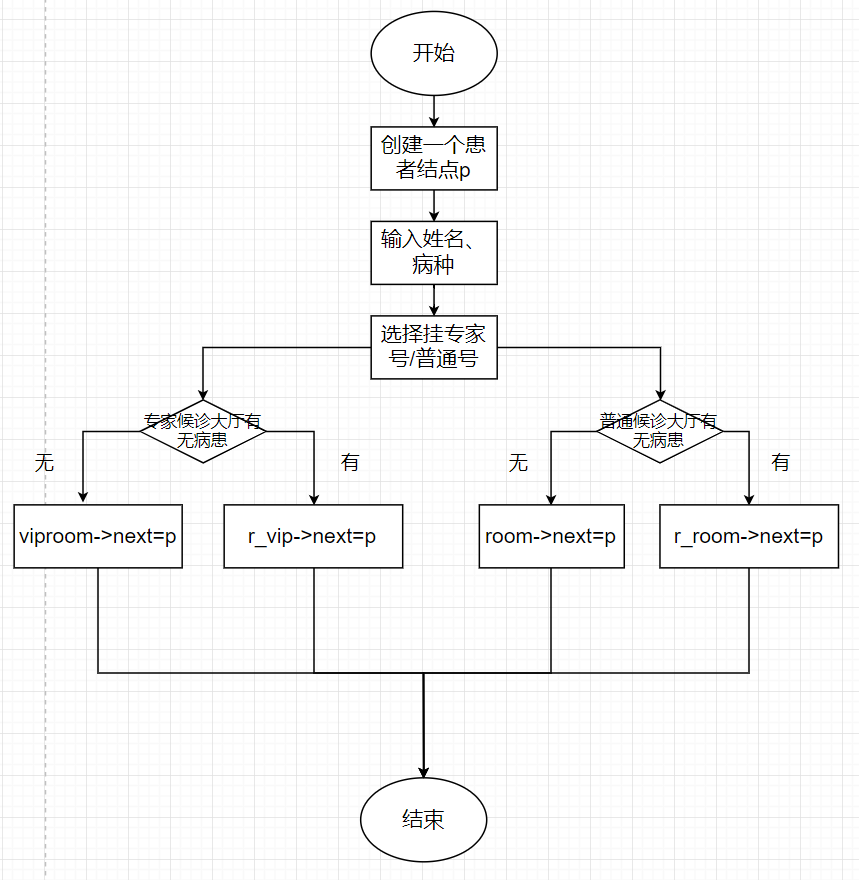 开始
创建一个患
者结点p
输入姓名、
病种
选择挂专家
号/普通号
专家候诊大厅有
无病患
普通候诊大厅有
无病患
无
有
无
有
viproom->next=p
r_vip->next=p
room->next=p
r_room->next=p
结束